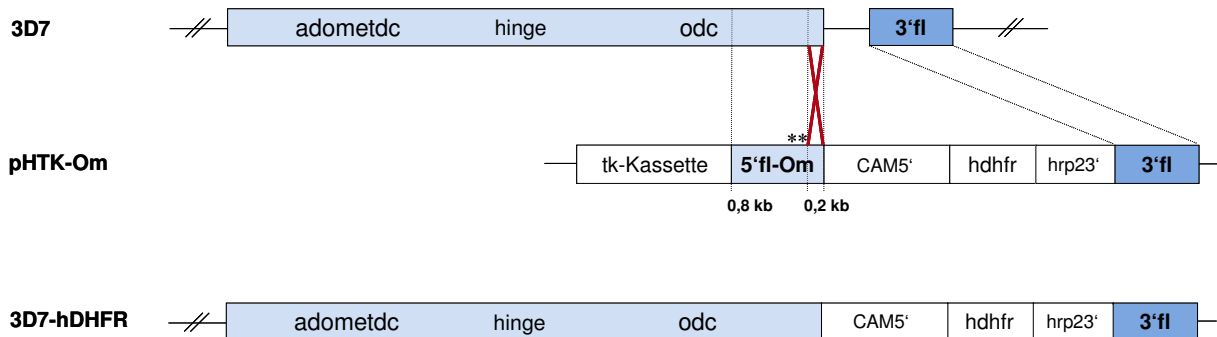 3D7 adometdc hinge odc 3‘fl
**
pHTK-Om tk-Kassette 5‘fl-Om CAM5‘ hdhfr hrp23‘ 3‘fl
0,8 kb 0,2 kb
3D7-hDHFR adometdc hinge odc CAM5‘ hdhfr hrp23‘ 3‘fl